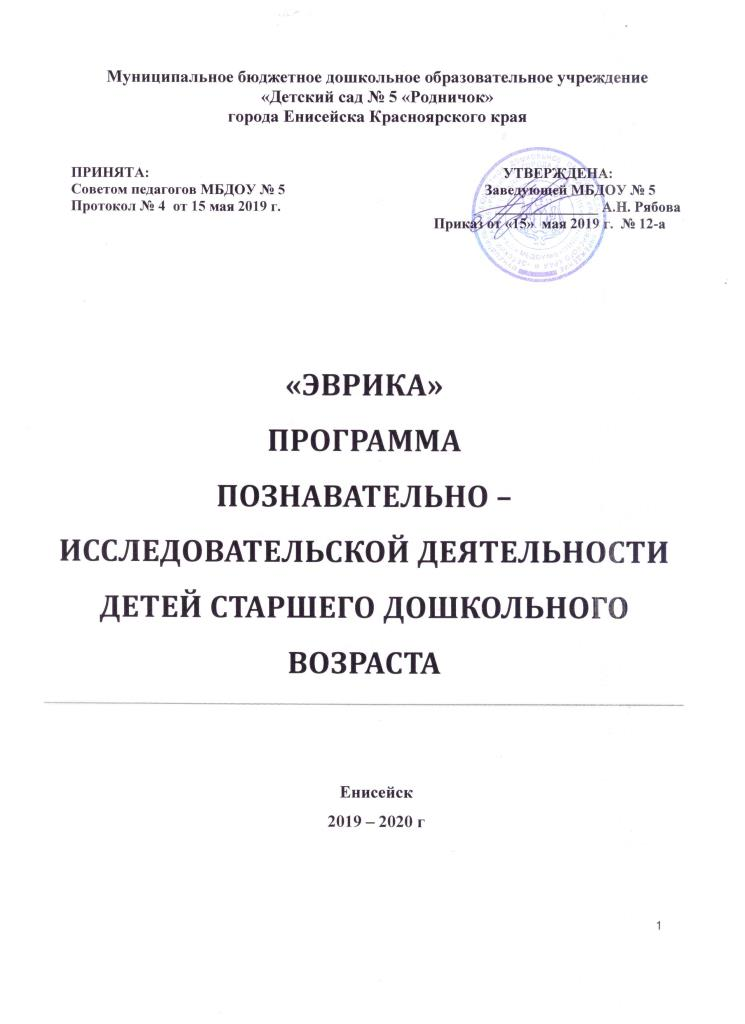 Муниципальное бюджетное дошкольное образовательное учреждение
«Детский сад № 5 «Родничок»
города Енисейска Красноярского края
ПРИНЯТА:
Советом педагогов МБДОУ № 5
Протокол № 4 от 15 мая 2019 г.
УТВЕРЖДЕНА:
Заведующей МБДОУ № 5
______________ А.Н. Рябова
Приказ от «15» мая 2019 г. № 12-а
«ЭВРИКА»
ПРОГРАММА
ПОЗНАВАТЕЛЬНО –
ИССЛЕДОВАТЕЛЬСКОЙ ДЕЯТЕЛЬНОСТИ
ДЕТЕЙ СТАРШЕГО ДОШКОЛЬНОГО
ВОЗРАСТА
Енисейск
2019 – 2020 г
1